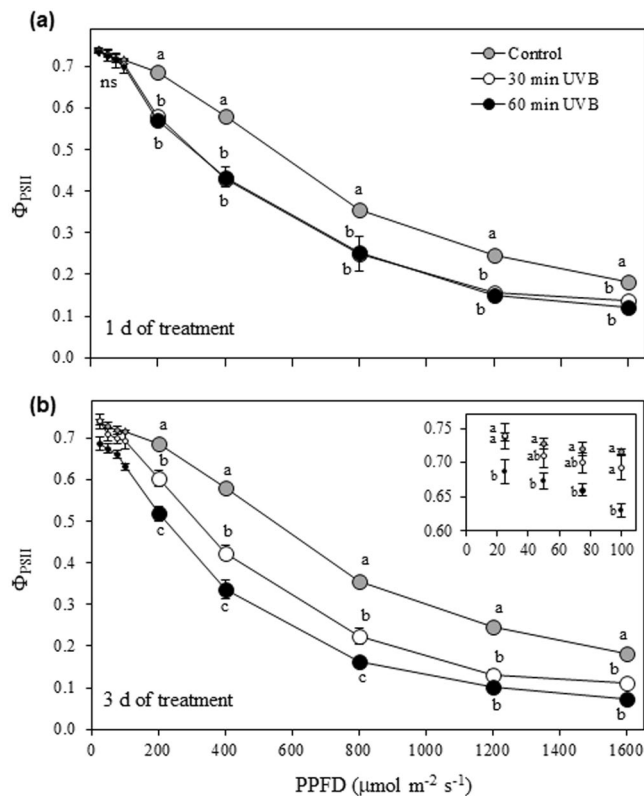 (a)
Control
30 min UVB
60 min UVB
ΦPSII
0.7
0.6
0.5
0.4
0.3
0.2
0.1
0.0
ns
a
b
b
a
b
b
a
b
b
a
b
b
a
b
b
1 d of treatment
(b)
ΦPSII
0.7
0.6
0.5
0.4
0.3
0.2
0.1
0.0
a
b
c
a
b
c
a
b
c
a
b
b
a
b
b
3 d of treatment
0.75
0.70
0.65
0.60
a
a
b
a
ab
b
a
ab
b
a
a
b
0 20 40 60 80 100
0 200 400 600 800 1000 1200 1400 1600
PPFD (μmol m-2 s-1)